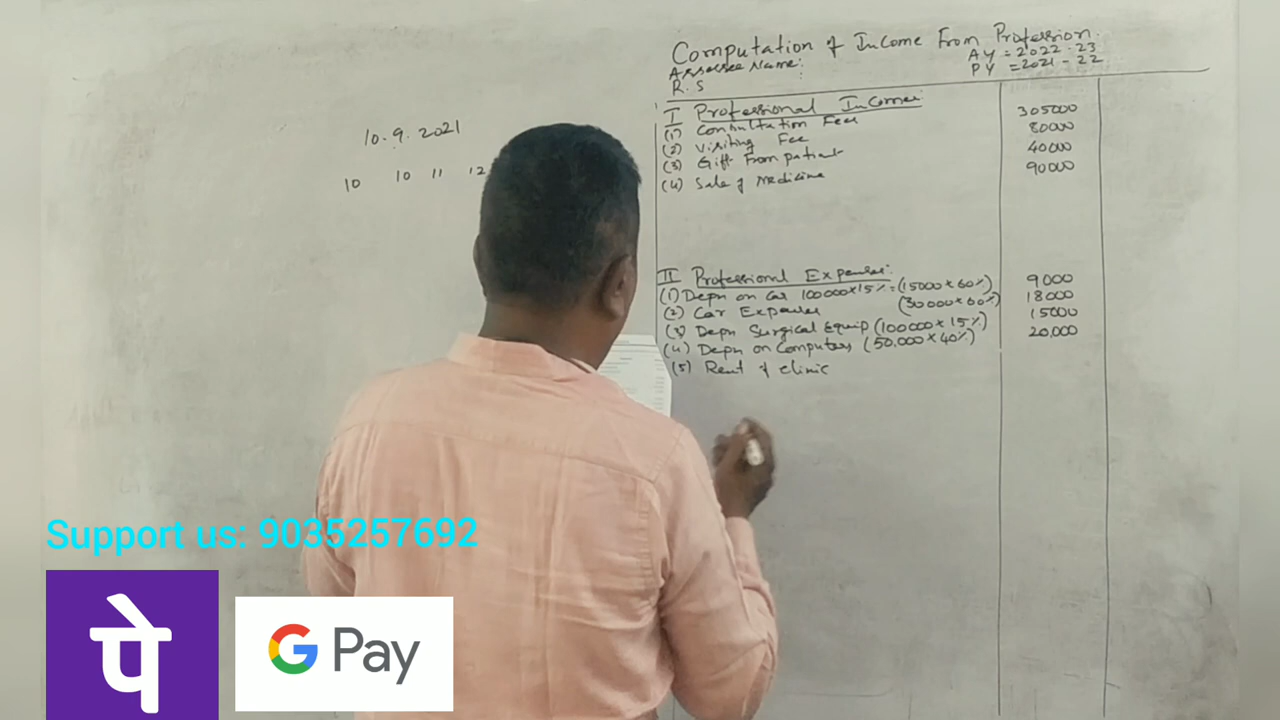 Computation of Income From Profession.
Assessee Name:
AY = 2022-23
PY = 2021-22
R.S
I Professional Income
(1) Consultation Fees 305000
(2) Visiting Fee 80000
(3) Gift From patient 40000
(4) Sale of Medicine 90000
10.9.2021
10 10 11 12
II Professional Expenses:
(1) Depn on Car 100000×15% = (15000×60%) 9000
(2) Car Expenses (30000×60%) 18000
(3) Depn Surgical Equip (100000×15%) 15000
(4) Depn on Computers (50,000×40%) 20,000
(5) Rent of clinic
Support us: 9035257692
पे
G Pay